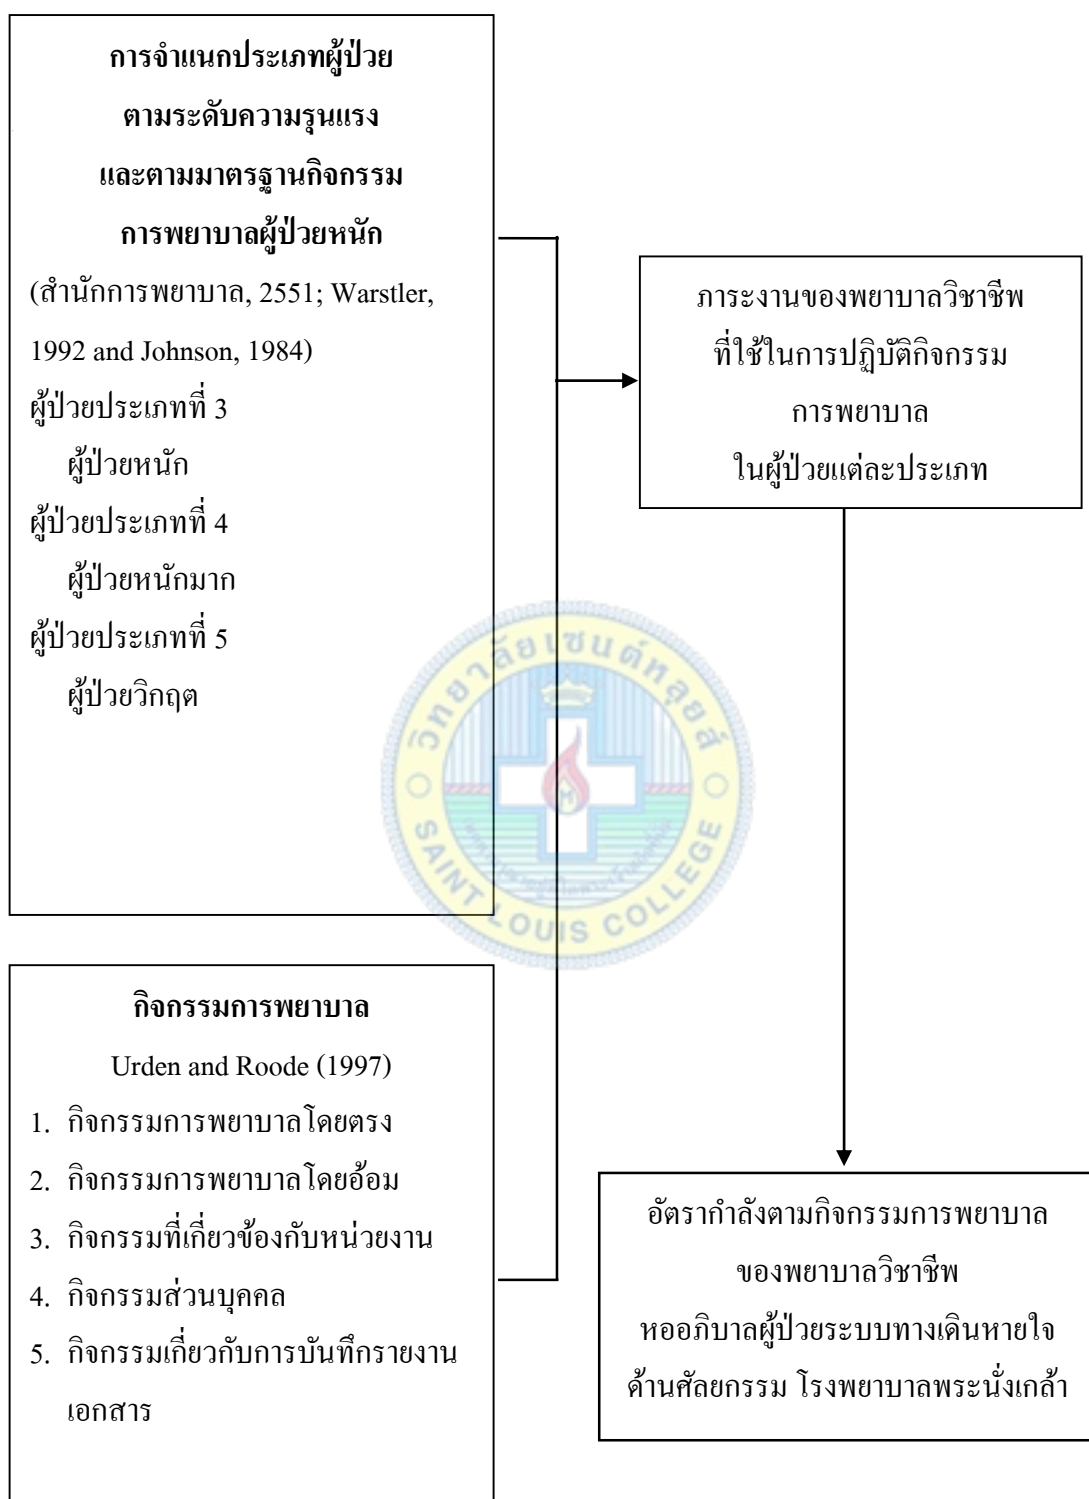 การจำแนกประเภทผู้ป่วย
ตามระดับความรุนแรง
และตามมาตรฐานกิจกรรม
การพยาบาลผู้ป่วยหนัก
(สำนักการพยาบาล, 2551; Warstler,
1992 and Johnson, 1984)
ผู้ป่วยประเภทที่ 3
ผู้ป่วยหนัก
ผู้ป่วยประเภทที่ 4
ผู้ป่วยหนักมาก
ผู้ป่วยประเภทที่ 5
ผู้ป่วยวิกฤต
กิจกรรมการพยาบาล
Urden and Roode (1997)
1. กิจกรรมการพยาบาลโดยตรง
2. กิจกรรมการพยาบาลโดยอ้อม
3. กิจกรรมที่เกี่ยวข้องกับหน่วยงาน
4. กิจกรรมส่วนบุคคล
5. กิจกรรมเกี่ยวกับการบันทึกรายงาน
เอกสาร
ภาระงานของพยาบาลวิชาชีพ
ที่ใช้ในการปฏิบัติกิจกรรม
การพยาบาล
ในผู้ป่วยแต่ละประเภท
อัตรากำลังตามกิจกรรมการพยาบาล
ของพยาบาลวิชาชีพ
หออภิบาลผู้ป่วยระบบทางเดินหายใจ
ด้านศัลยกรรม โรงพยาบาลพระนั่งเกล้า
วิทยาลัยเซนต์หลุยส์
SAINT LOUIS COLLEGE